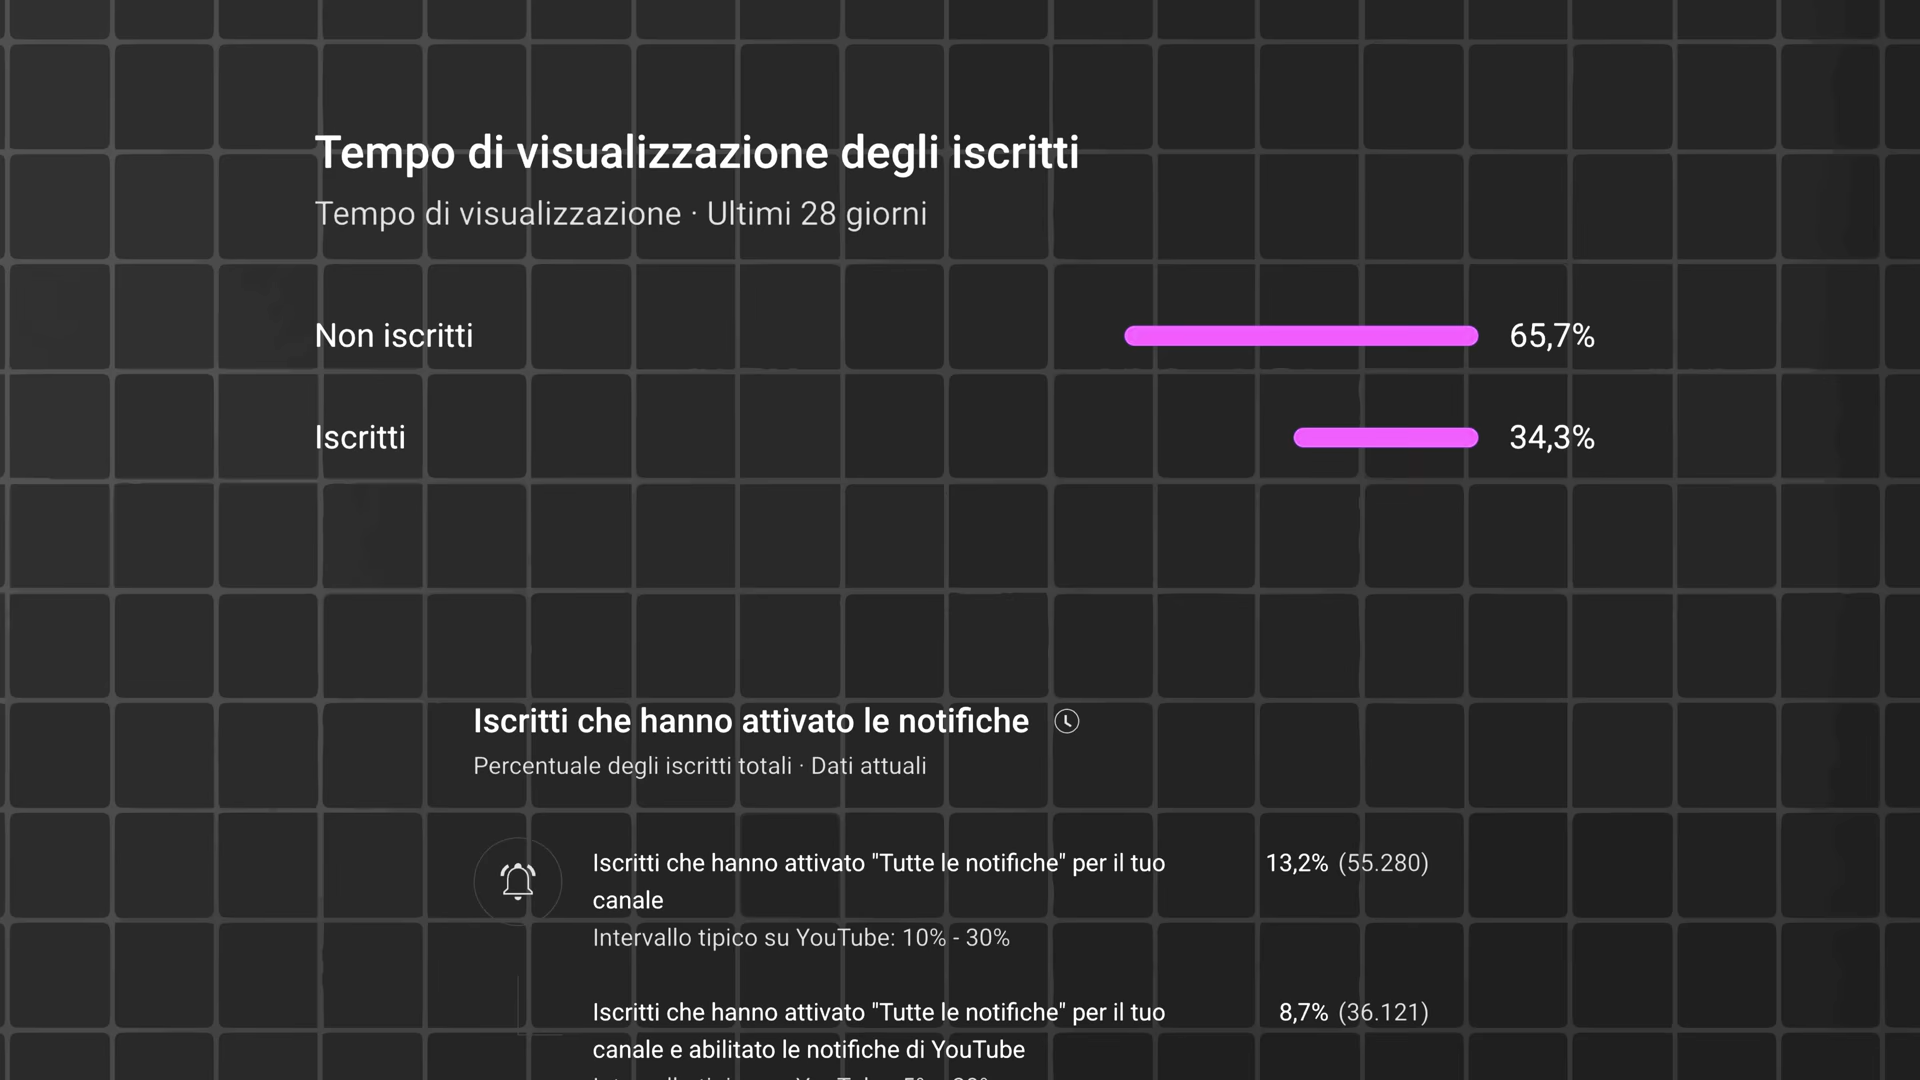 Tempo di visualizzazione degli iscritti
Tempo di visualizzazione · Ultimi 28 giorni
Non iscritti 65,7%
Iscritti 34,3%
Iscritti che hanno attivato le notifiche
Percentuale degli iscritti totali · Dati attuali
Iscritti che hanno attivato "Tutte le notifiche" per il tuo 13,2% (55.280)
canale
Intervallo tipico su YouTube: 10% - 30%
Iscritti che hanno attivato "Tutte le notifiche" per il tuo 8,7% (36.121)
canale e abilitato le notifiche di YouTube